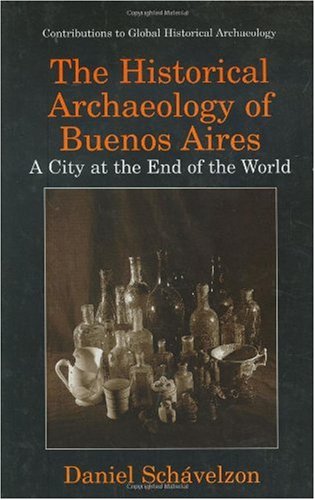 Contributions to Global Historical Archaeology
The Historical
Archaeology of
Buenos Aires
A City at the End of the World
Daniel Schávelzon